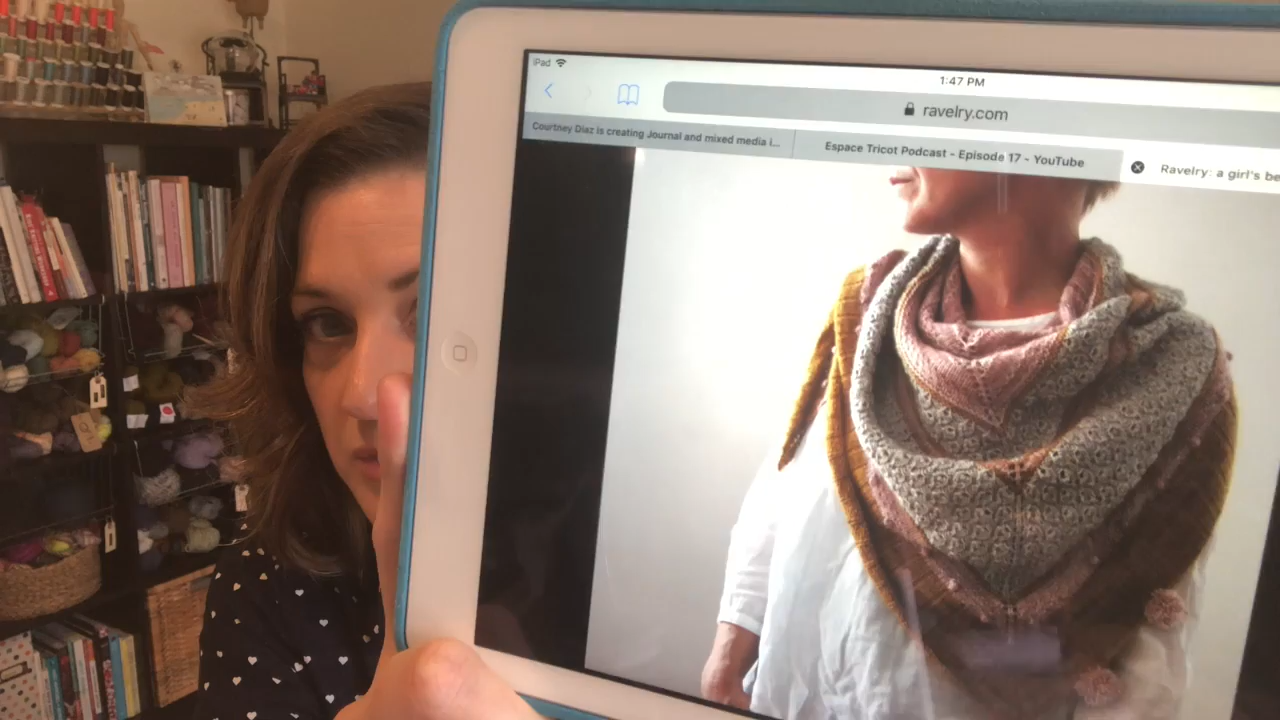 iPad
1:47 PM
ravelry.com
Courtney Diaz is creating Journal and mixed media i...
Espace Tricot Podcast - Episode 17 - YouTube
Ravelry: a girl's be